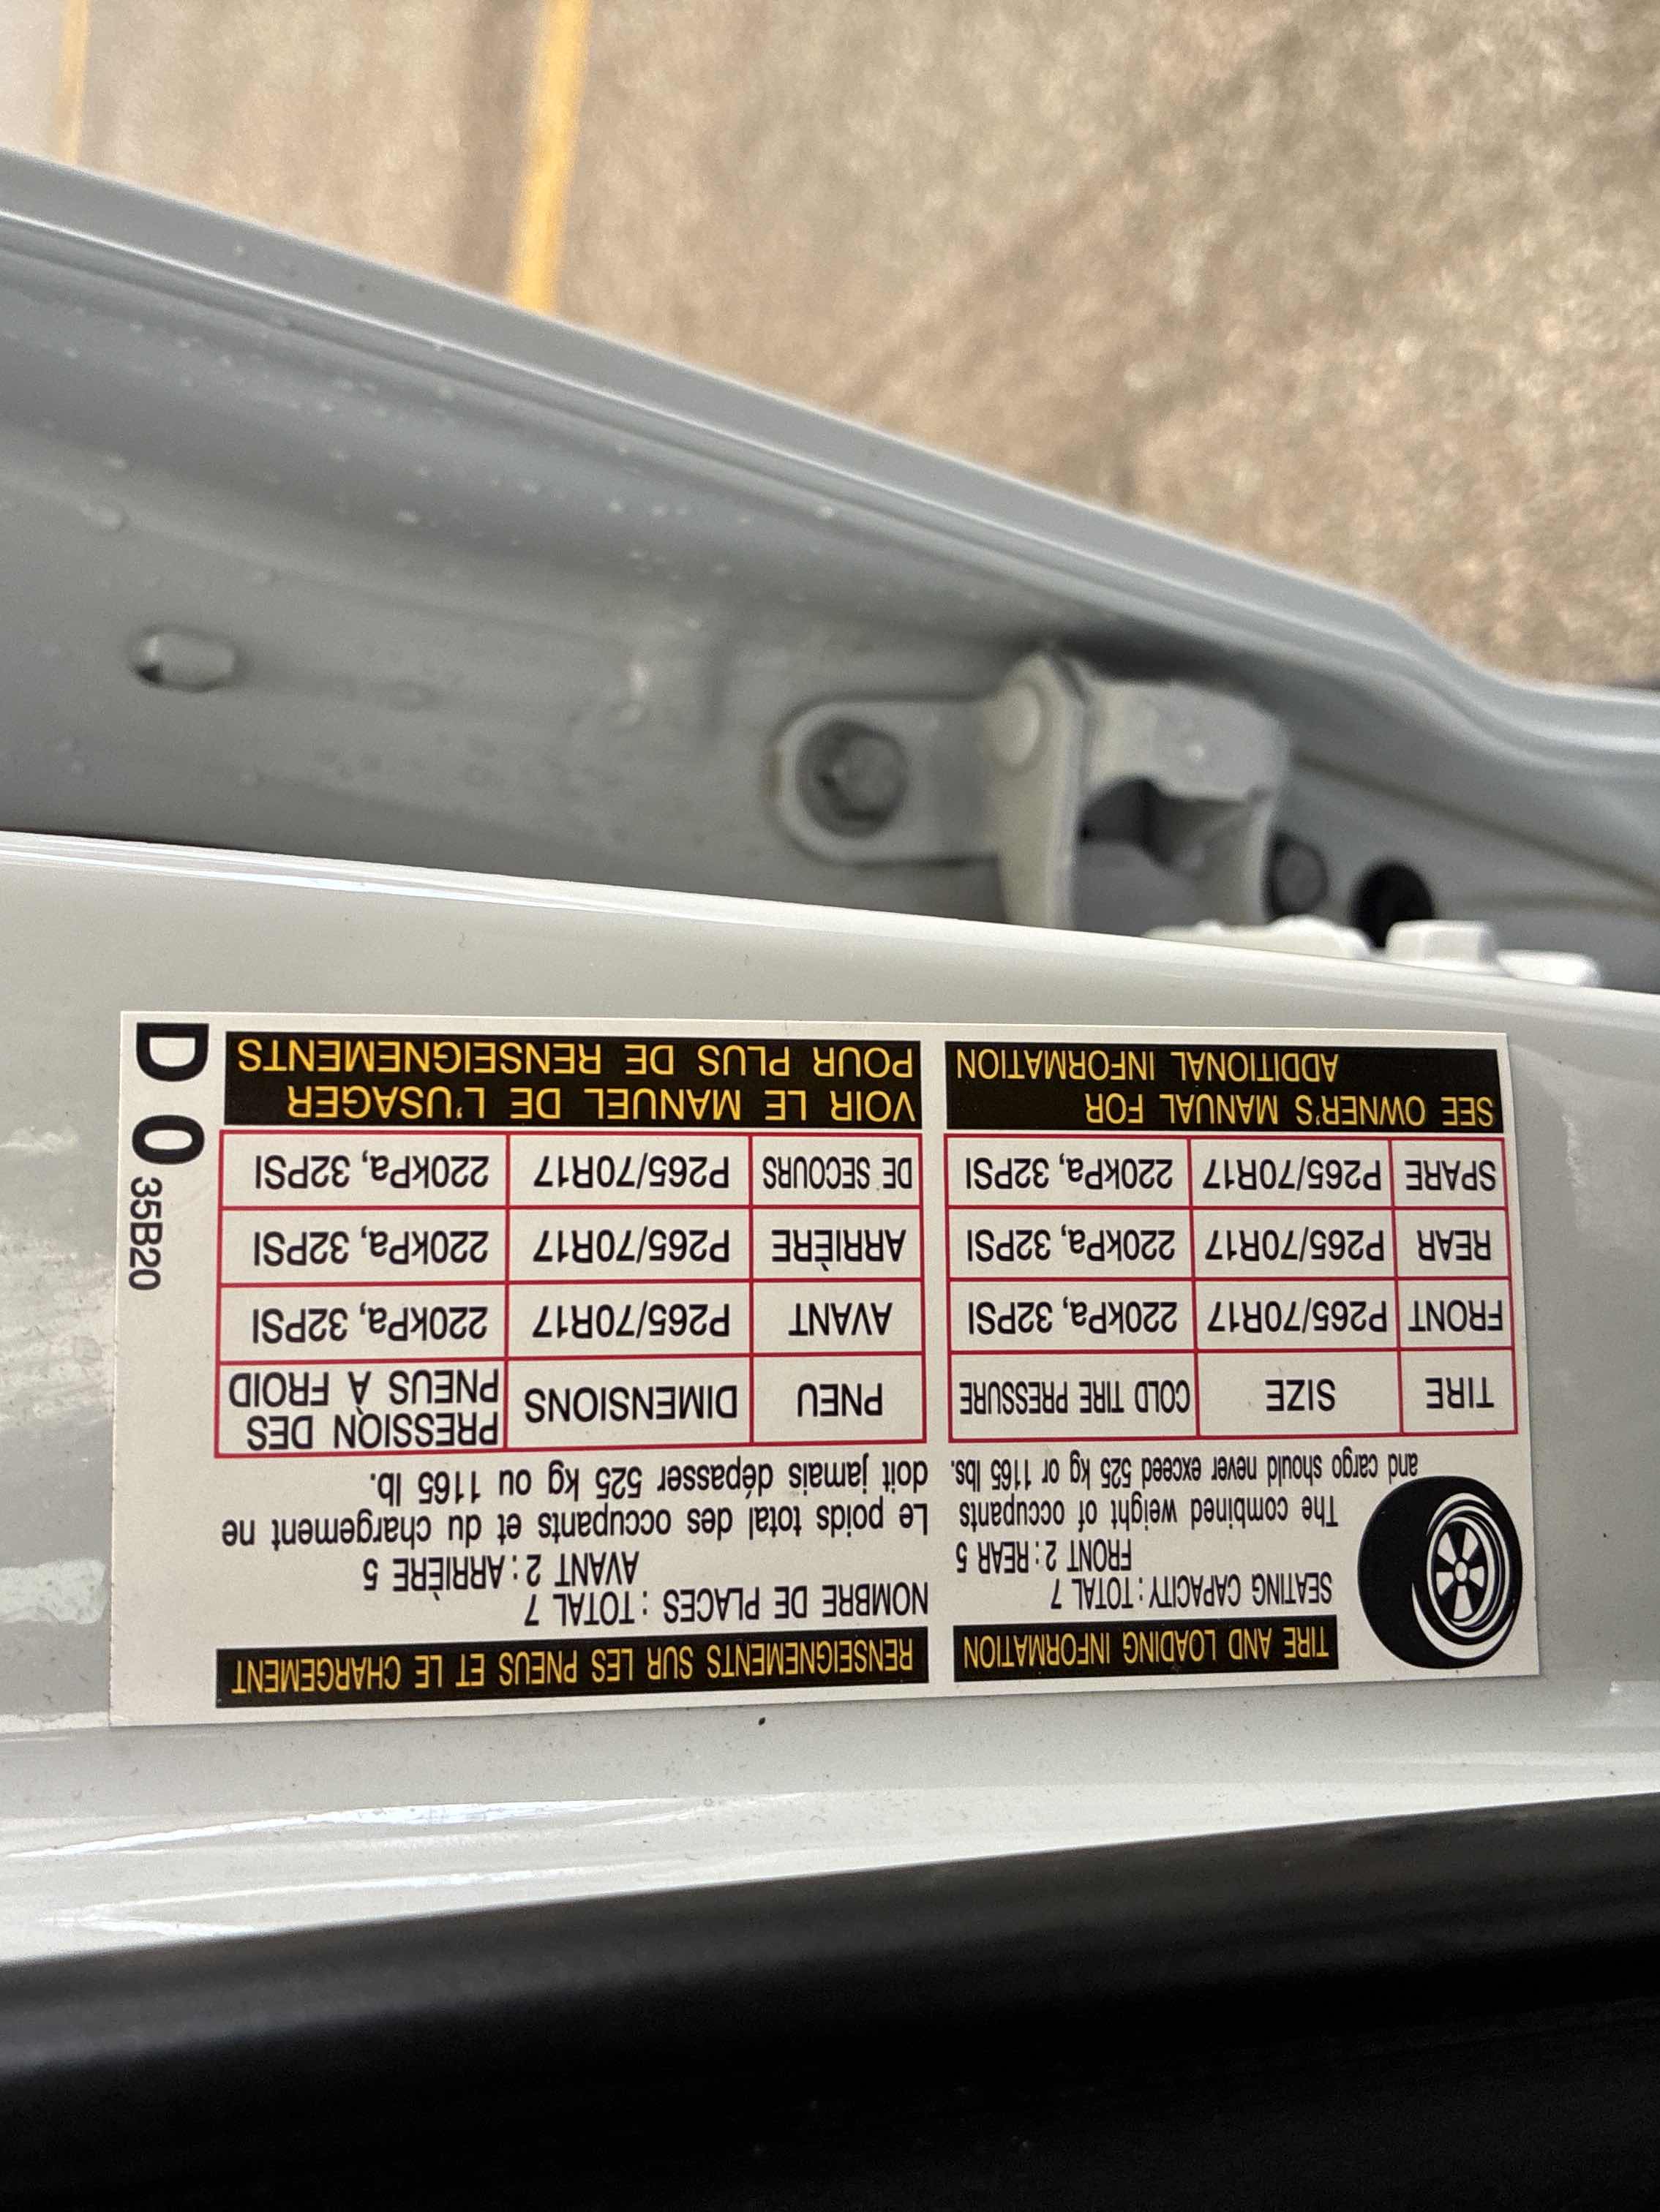 TIRE AND LOADING INFORMATION
SEATING CAPACITY : TOTAL 7
FRONT 2 : REAR 5
The combined weight of occupants
and cargo should never exceed 525 kg or 1165 lbs.
TIRE SIZE COLD TIRE PRESSURE
FRONT P265/70R17 220kPa, 32PSI
REAR P265/70R17 220kPa, 32PSI
SPARE P265/70R17 220kPa, 32PSI
SEE OWNER'S MANUAL FOR
ADDITIONAL INFORMATION
RENSEIGNEMENTS SUR LES PNEUS ET LE CHARGEMENT
NOMBRE DE PLACES : TOTAL 7
AVANT 2 : ARRIÈRE 5
Le poids total des occupants et du chargement ne
doit jamais dépasser 525 kg ou 1165 lb.
PNEU DIMENSIONS PRESSION DES
PNEUS À FROID
AVANT P265/70R17 220kPa, 32PSI
ARRIÈRE P265/70R17 220kPa, 32PSI
DE SECOURS P265/70R17 220kPa, 32PSI
VOIR LE MANUEL DE L'USAGER
POUR PLUS DE RENSEIGNEMENTS
D 0 35B20